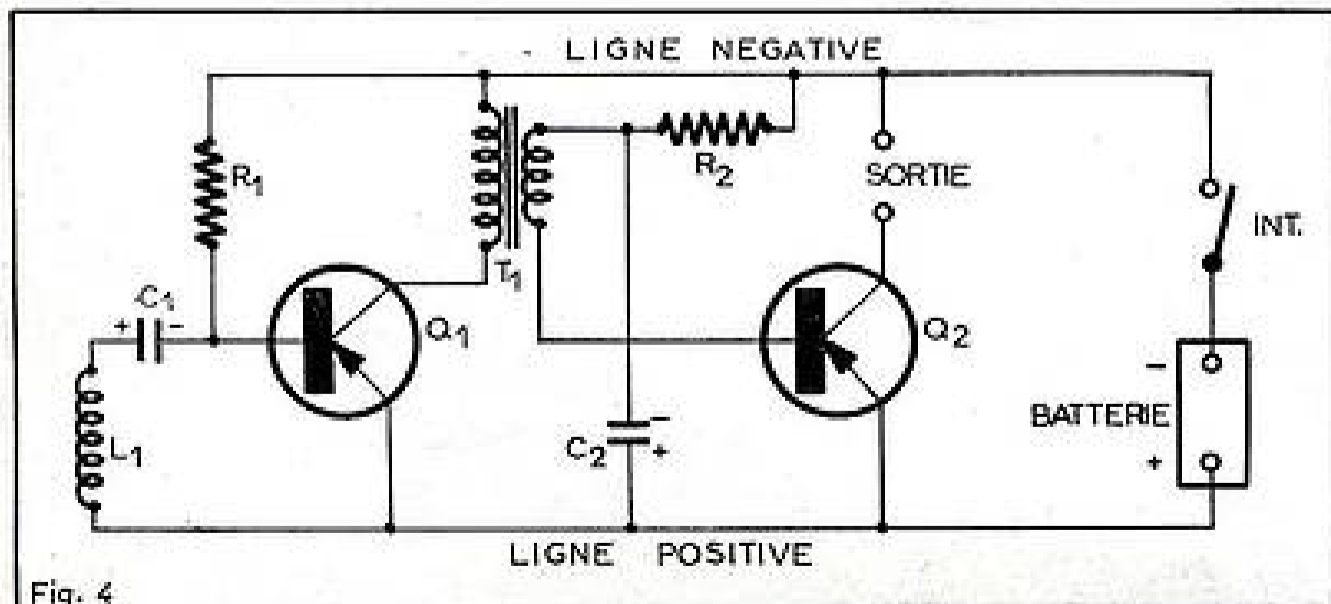 LIGNE NEGATIVE
R1
T1
R2
SORTIE
INT.
+ C1 -
Q1
Q2
L1
C2
-
+
BATTERIE
-
+
LIGNE POSITIVE
Fig. 4